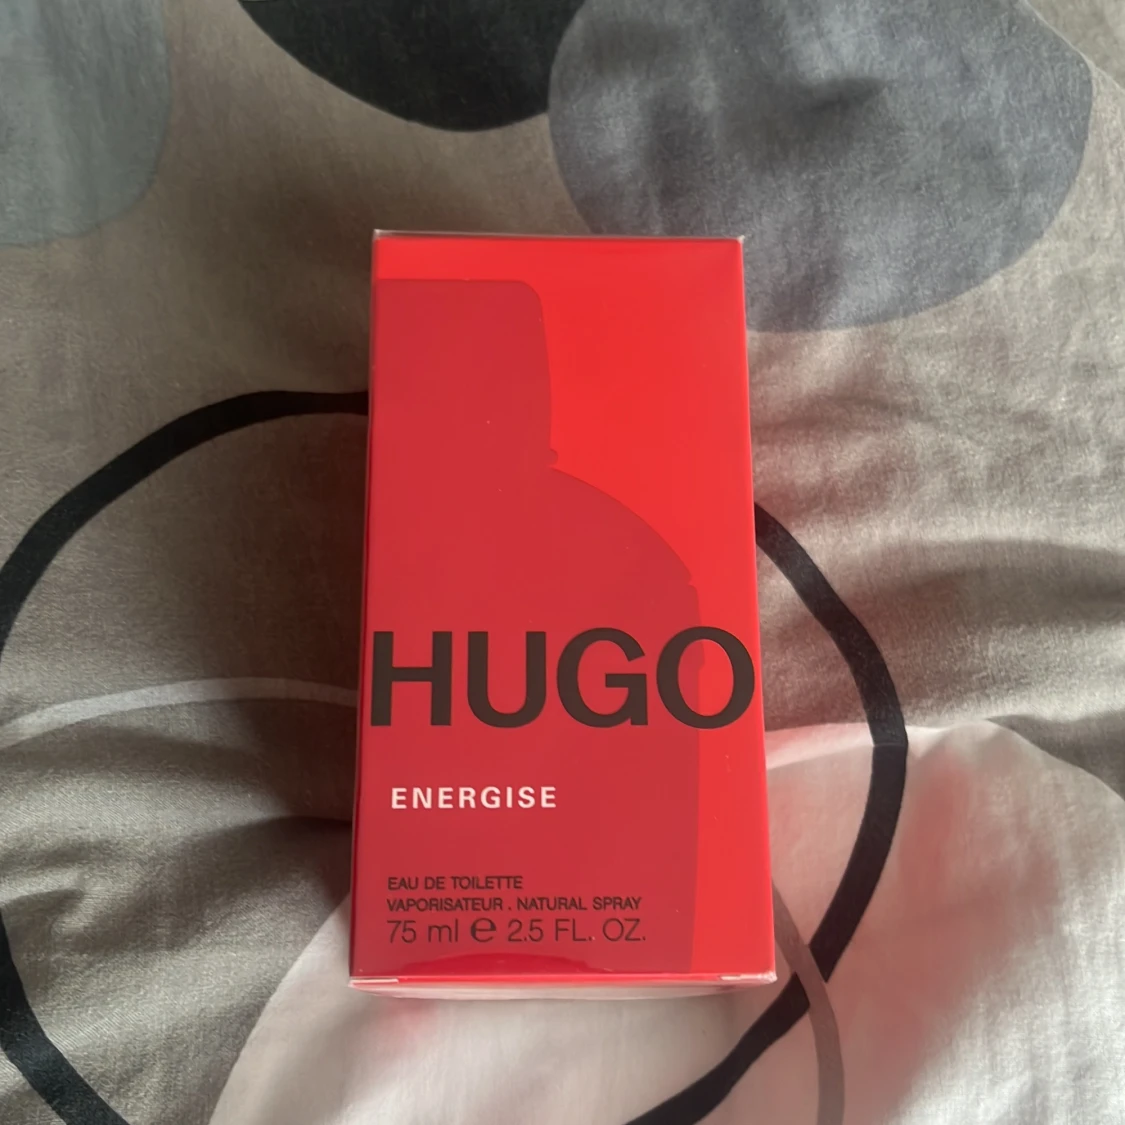 HUGO
ENERGISE
EAU DE TOILETTE
VAPORISATEUR . NATURAL SPRAY
75 ml ℮ 2.5 FL. OZ.